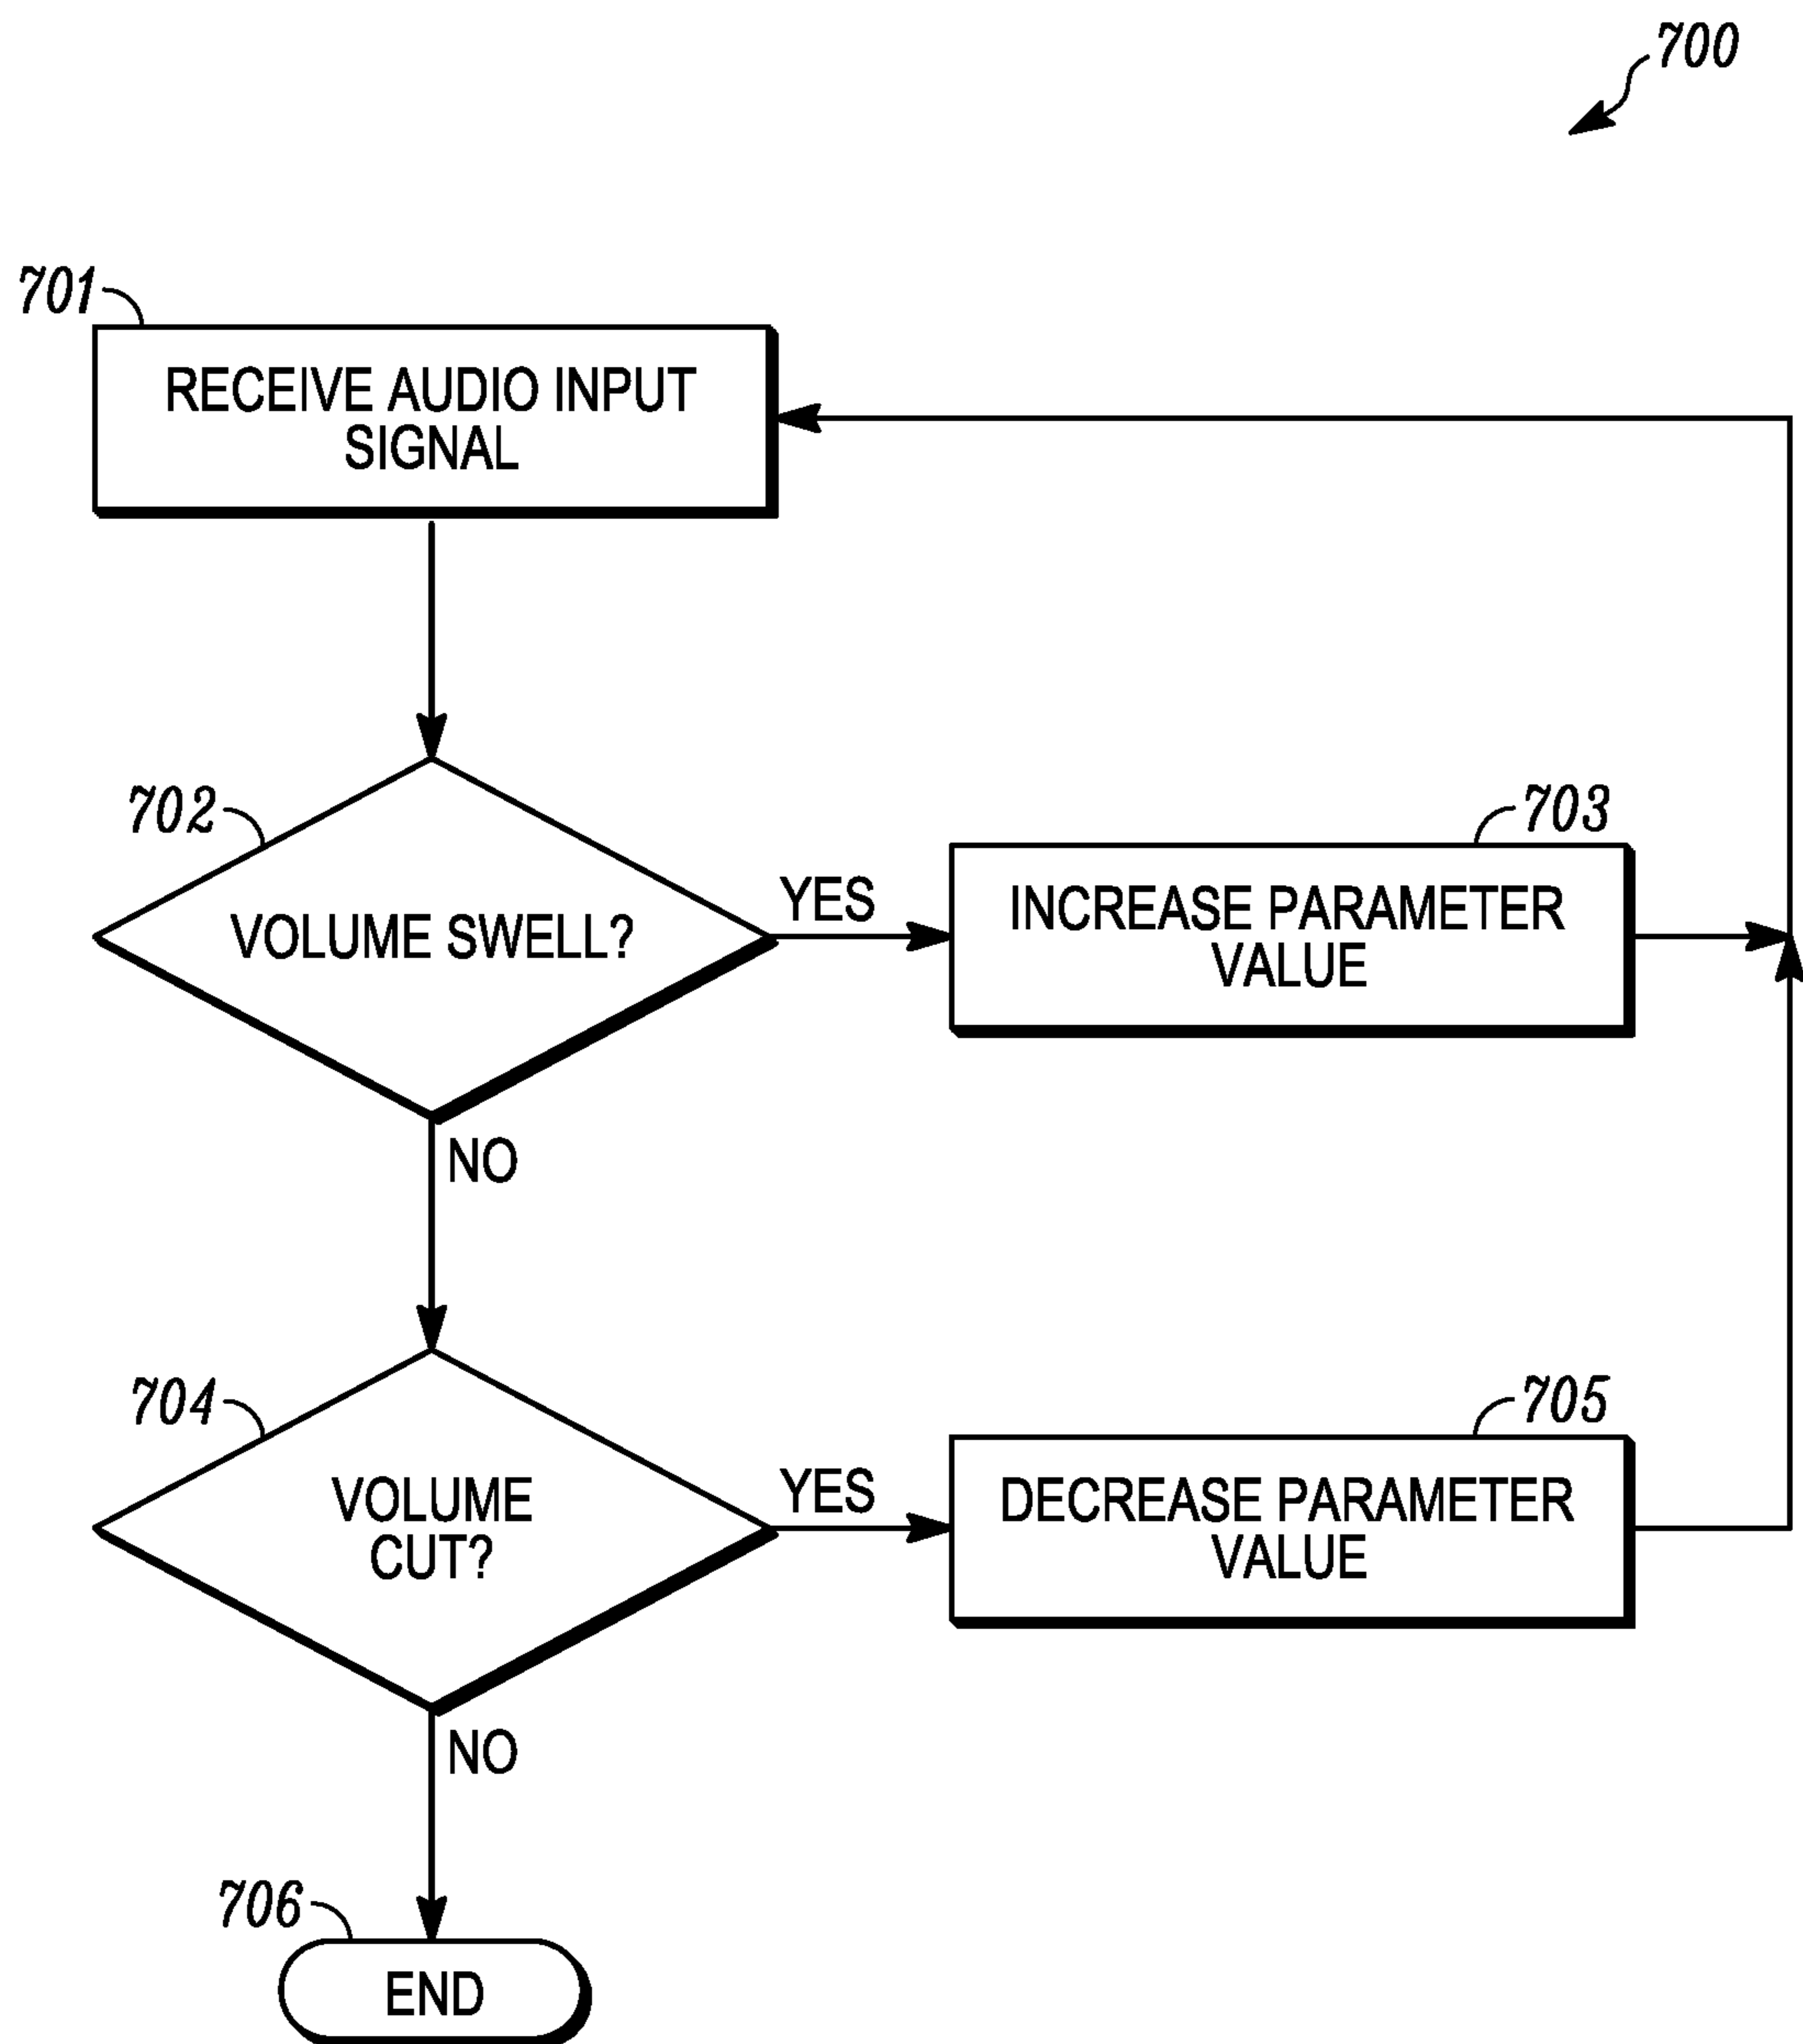 700
701
RECEIVE AUDIO INPUT
SIGNAL
702
VOLUME SWELL?
YES
703
INCREASE PARAMETER
VALUE
NO
704
VOLUME
CUT?
YES
705
DECREASE PARAMETER
VALUE
NO
706
END